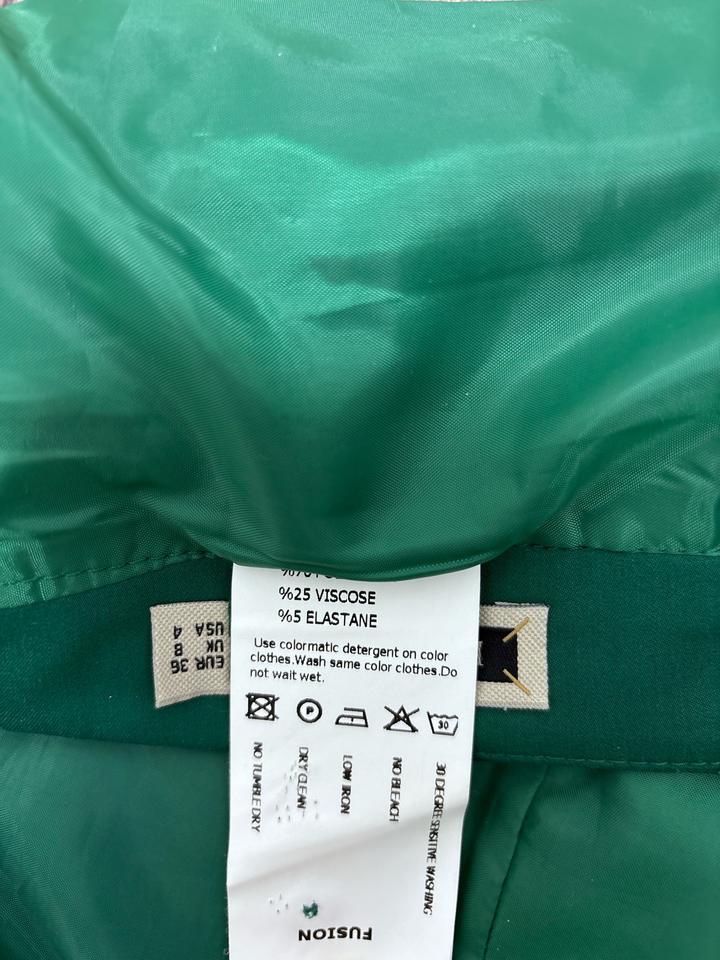 %25 VISCOSE
%5 ELASTANE
Use colormatic detergent on color
clothes.Wash same color clothes.Do
not wait wet.
P
30
NO TUMBLE DRY
DRY CLEAN
LOW IRON
NO BLEACH
30 DEGREE SENSITIVE WASHING
FUSION
EUR 36
UK 8
USA 4